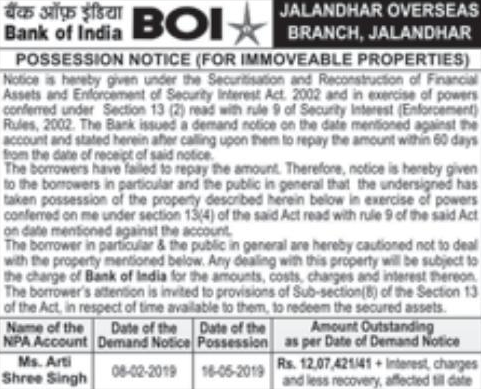 बैंक ऑफ़ इंडिया
Bank of India
BOI
JALANDHAR OVERSEAS
BRANCH, JALANDHAR
POSSESSION NOTICE (FOR IMMOVEABLE PROPERTIES)
Notice is hereby given under the Securitisation and Reconstruction of Financial
Assets and Enforcement of Security Interest Act. 2002 and in exercise of powers
conferred under Section 13 (2) read with rule 9 of Security Interest (Enforcement)
Rules, 2002. The Bank issued a demand notice on the date mentioned against the
account and stated herein after calling upon them to repay the amount within 60 days
from the date of receipt of said notice.
The borrowers have failed to repay the amount. Therefore, notice is hereby given
to the borrowers in particular and the public in general that the undersigned has
taken possession of the property described herein below in exercise of powers
conferred on me under section 13(4) of the said Act read with rule 9 of the said Act
on date mentioned against the account.
The borrower in particular & the public in general are hereby cautioned not to deal
with the property mentioned below. Any dealing with this property will be subject to
the charge of Bank of India for the amounts, costs, charges and interest thereon.
The borrower's attention is invited to provisions of Sub-section(8) of the Section 13
of the Act, in respect of time available to them, to redeem the secured assets.
Name of the NPA Account
Date of the Demand Notice
Date of the Possession
Amount Outstanding as per Date of Demand Notice
Ms. Arti Shree Singh
08-02-2019
16-05-2019
Rs. 12,07,421/41 + Interest, charges
and less recovery, affected till date